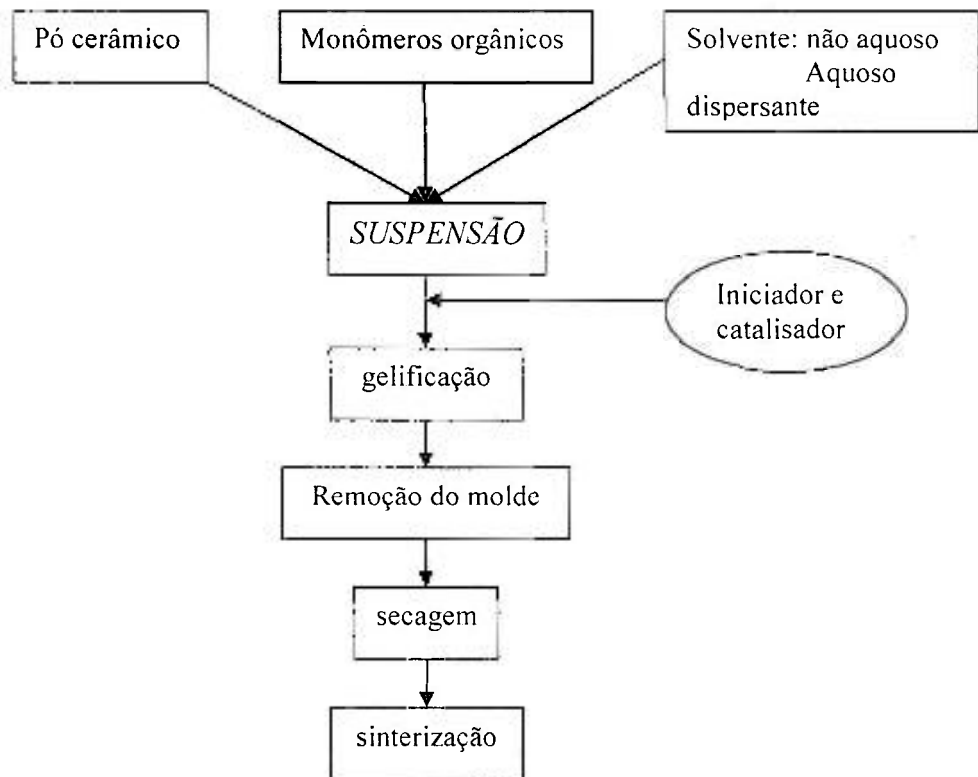 Pó cerâmico
Monômeros orgânicos
Solvente: não aquoso
Aquoso
dispersante
SUSPENSÃO
Iniciador e
catalisador
gelificação
Remoção do molde
secagem
sinterização